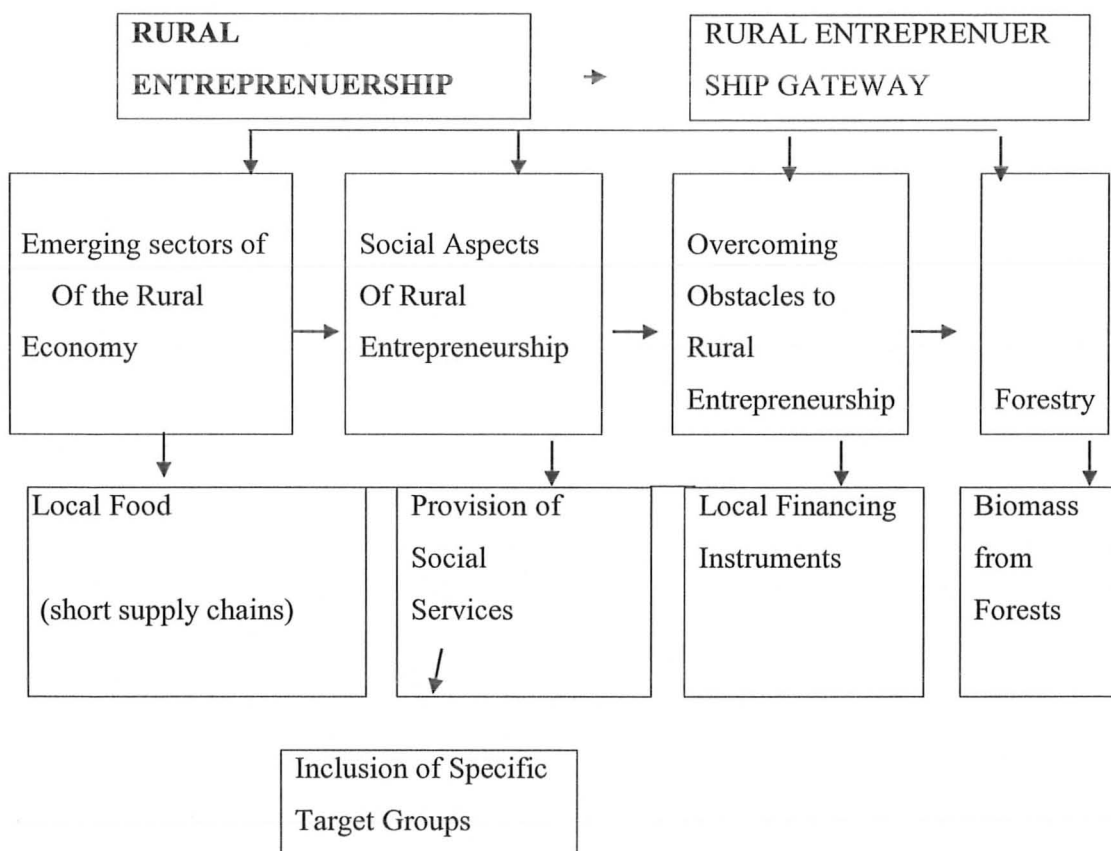 RURAL
ENTREPRENUERSHIP
RURAL ENTREPRENUER
SHIP GATEWAY
Emerging sectors of
Of the Rural
Economy
Social Aspects
Of Rural
Entrepreneurship
Overcoming
Obstacles to
Rural
Entrepreneurship
Forestry
Local Food
(short supply chains)
Provision of
Social
Services
Local Financing
Instruments
Biomass
from
Forests
Inclusion of Specific
Target Groups